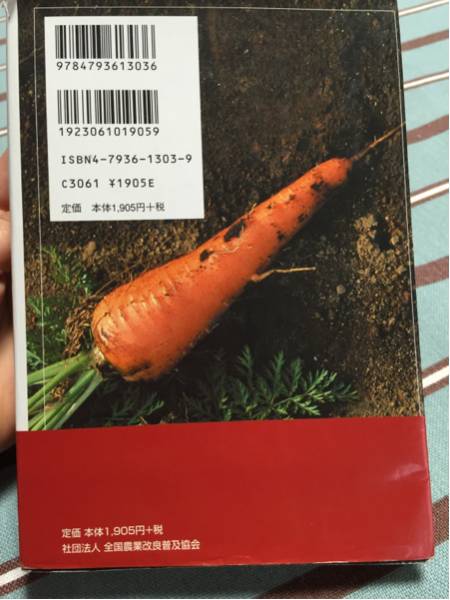 9784793613036
1923061019059
ISBN4-7936-1303-9
C3061 ¥1905E
定価 本体1,905円+税
定価 本体1,905円+税
社団法人 全国農業改良普及協会